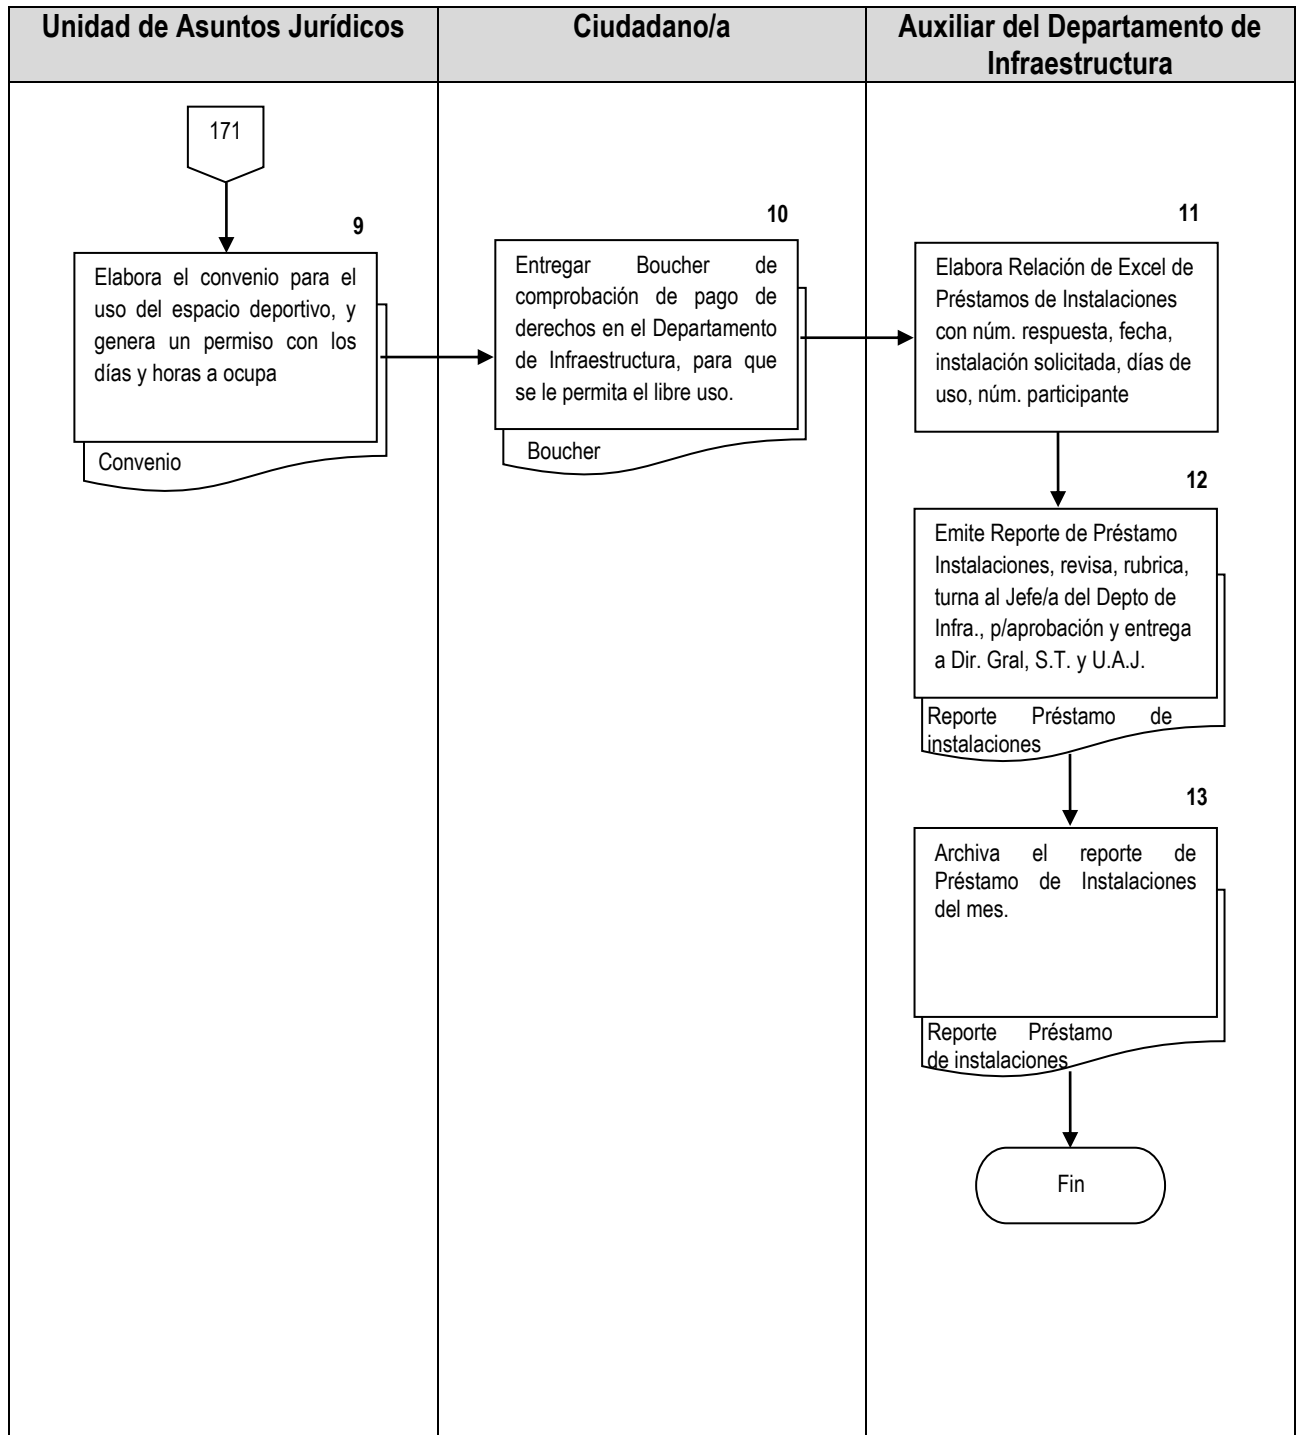 Unidad de Asuntos Jurídicos
Ciudadano/a
Auxiliar del Departamento de
Infraestructura
171
9
Elabora el convenio para el
uso del espacio deportivo, y
genera un permiso con los
días y horas a ocupa
Convenio
10
Entregar Boucher de
comprobación de pago de
derechos en el Departamento
de Infraestructura, para que
se le permita el libre uso.
Boucher
11
Elabora Relación de Excel de
Préstamos de Instalaciones
con núm. respuesta, fecha,
instalación solicitada, días de
uso, núm. participante
12
Emite Reporte de Préstamo
Instalaciones, revisa, rubrica,
turna al Jefe/a del Depto de
Infra., p/aprobación y entrega
a Dir. Gral, S.T. y U.A.J.
Reporte Préstamo de
instalaciones
13
Archiva el reporte de
Préstamo de Instalaciones
del mes.
Reporte Préstamo
de instalaciones
Fin